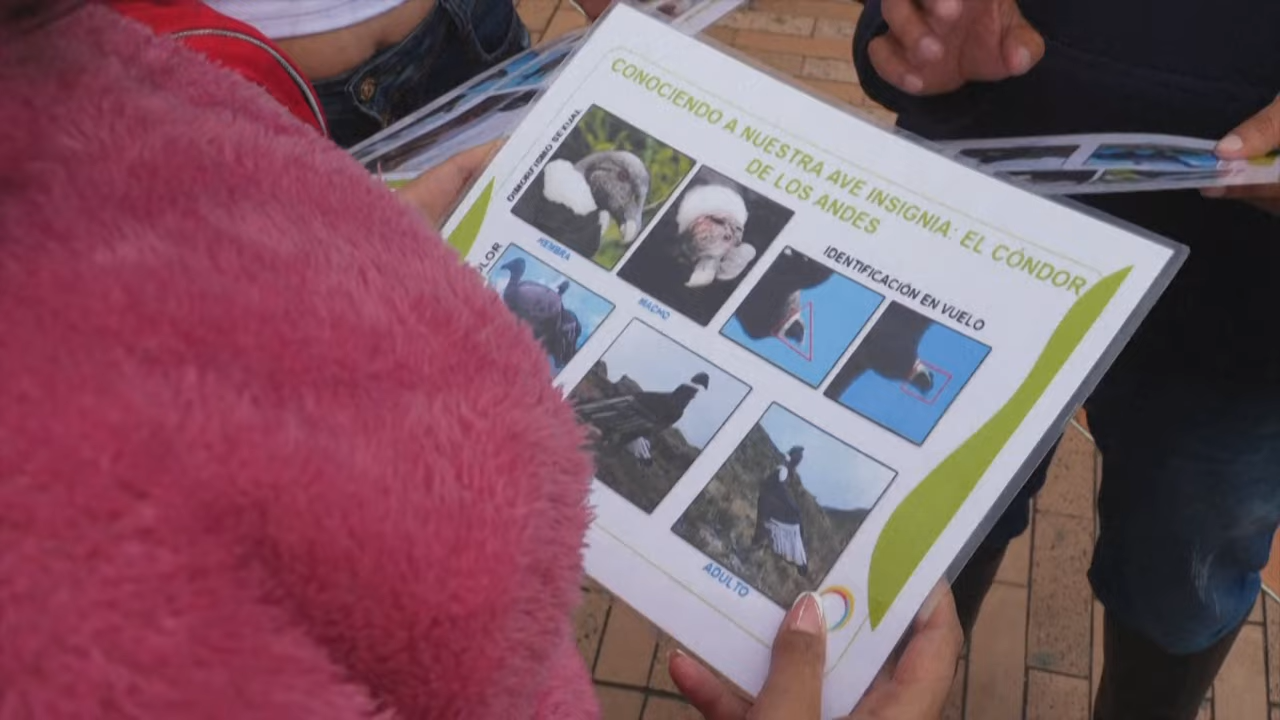 CONOCIENDO A NUESTRA AVE INSIGNIA: EL CÓNDOR
DE LOS ANDES
DIMORFISMO SEXUAL
HEMBRA
MACHO
IDENTIFICACIÓN EN VUELO
ADULTO